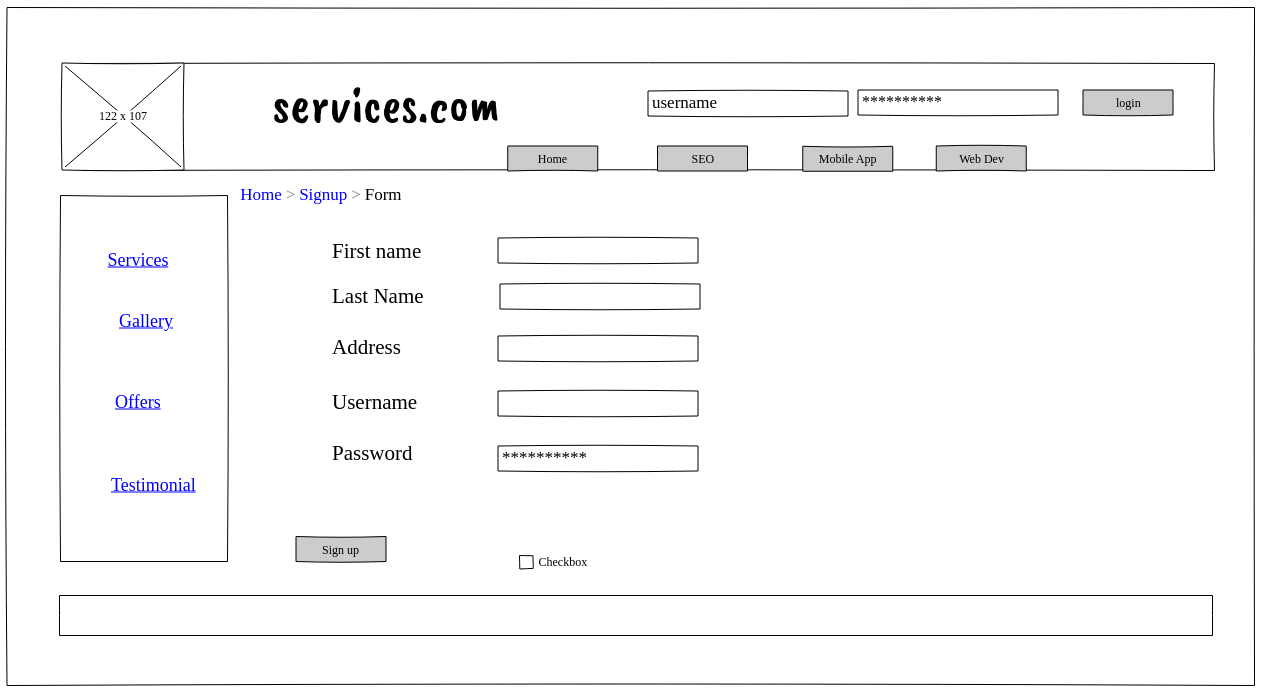 122 x 107
services.com
username ********** login
Home SEO Mobile App Web Dev
Home > Signup > Form
Services
Gallery
Offers
Testimonial
First name
Last Name
Address
Username
Password **********
Sign up
Checkbox